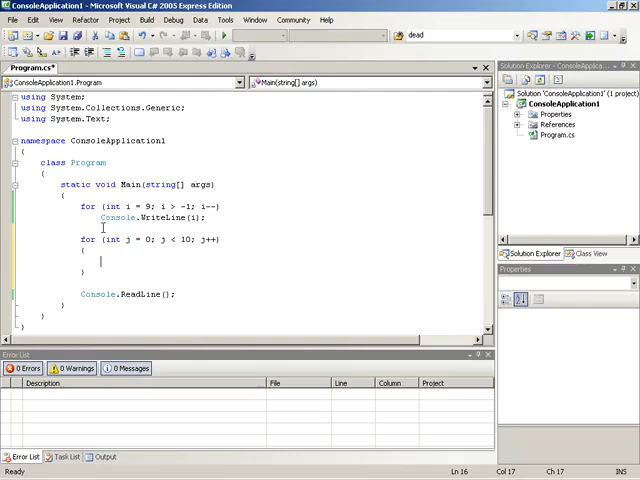 ConsoleApplication1 - Microsoft Visual C# 2005 Express Edition
File Edit View Refactor Project Build Debug Data Tools Window Community Help
dead
Program.cs*
ConsoleApplication1.Program
Main(string[] args)
using System;
using System.Collections.Generic;
using System.Text;
namespace ConsoleApplication1
{
class Program
{
static void Main(string[] args)
{
for (int i = 9; i > -1; i--)
Console.WriteLine(i);
for (int j = 0; j < 10; j++)
{
}
Console.ReadLine();
}
}
}
Solution Explorer - ConsoleApplica...
Solution 'ConsoleApplication1' (1 project)
ConsoleApplication1
Properties
References
Program.cs
Solution Explorer Class View
Properties
Error List
0 Errors 0 Warnings 0 Messages
Description File Line Column Project
Error List Task List Output
Ready Ln 16 Col 17 Ch 17 INS